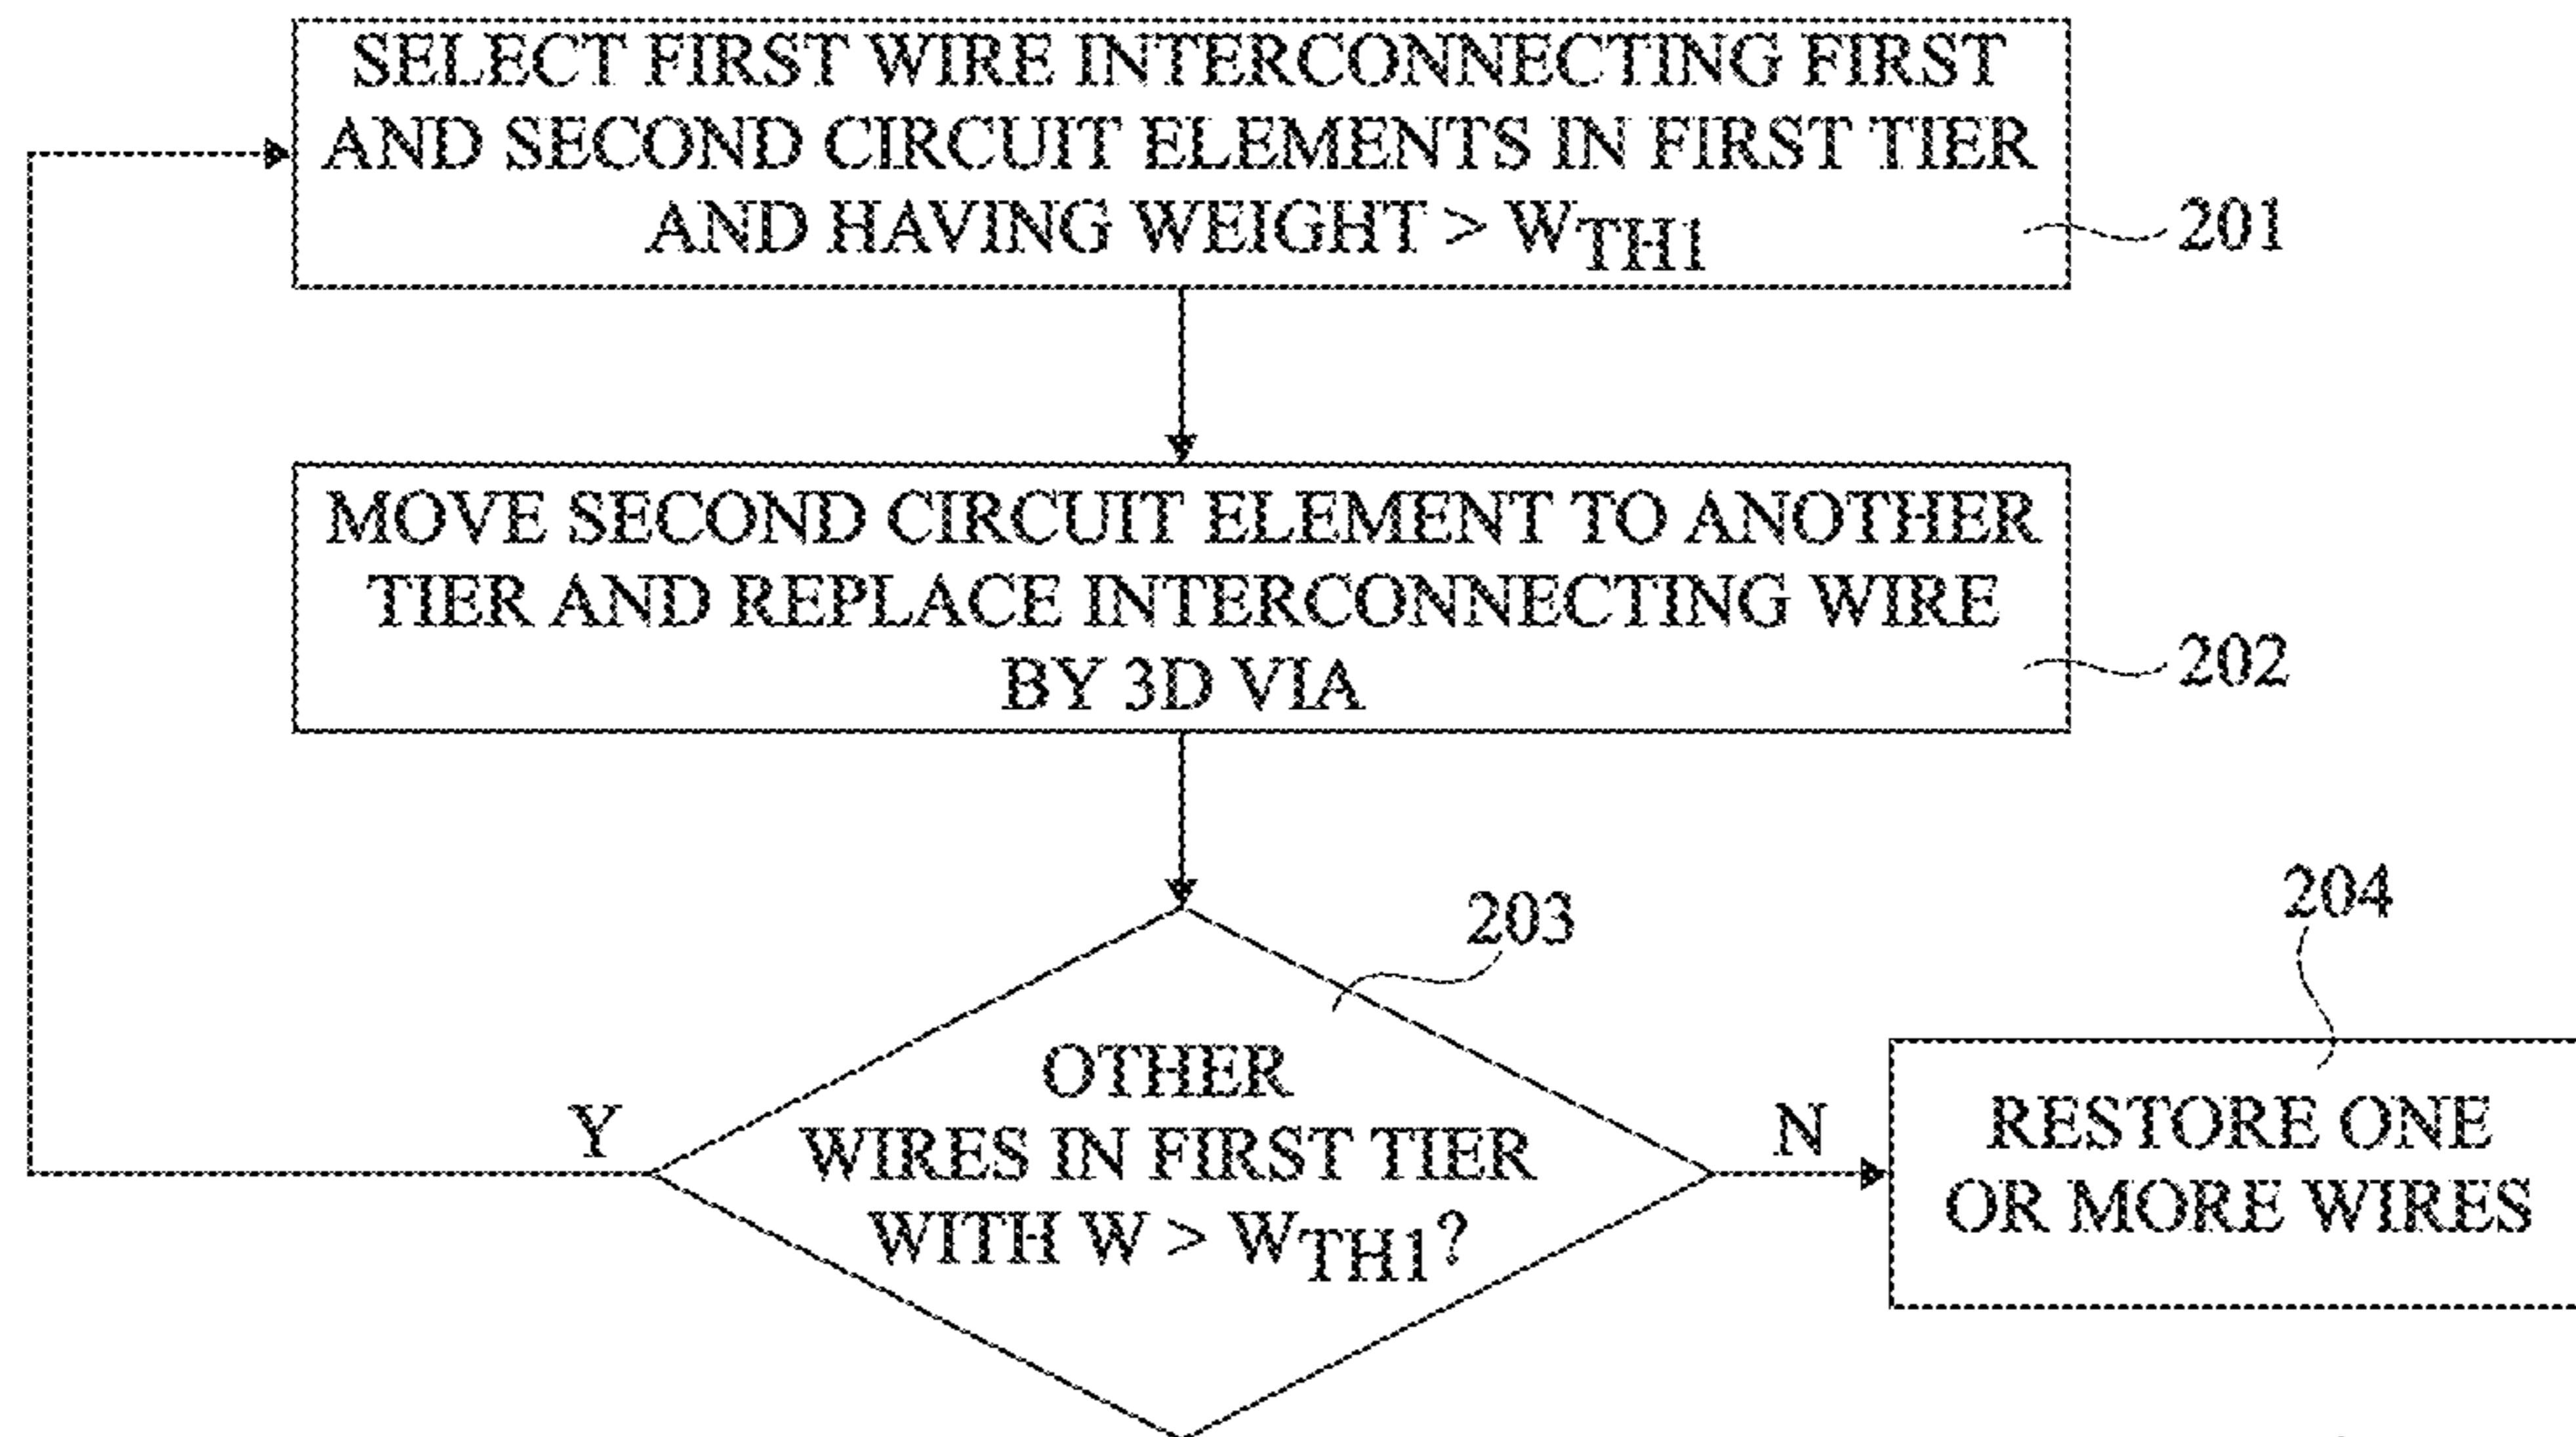 SELECT FIRST WIRE INTERCONNECTING FIRST
AND SECOND CIRCUIT ELEMENTS IN FIRST TIER
AND HAVING WEIGHT > WTH1
201
MOVE SECOND CIRCUIT ELEMENT TO ANOTHER
TIER AND REPLACE INTERCONNECTING WIRE
BY 3D VIA
202
203
204
OTHER
WIRES IN FIRST TIER
WITH W > WTH1?
Y
N
RESTORE ONE
OR MORE WIRES